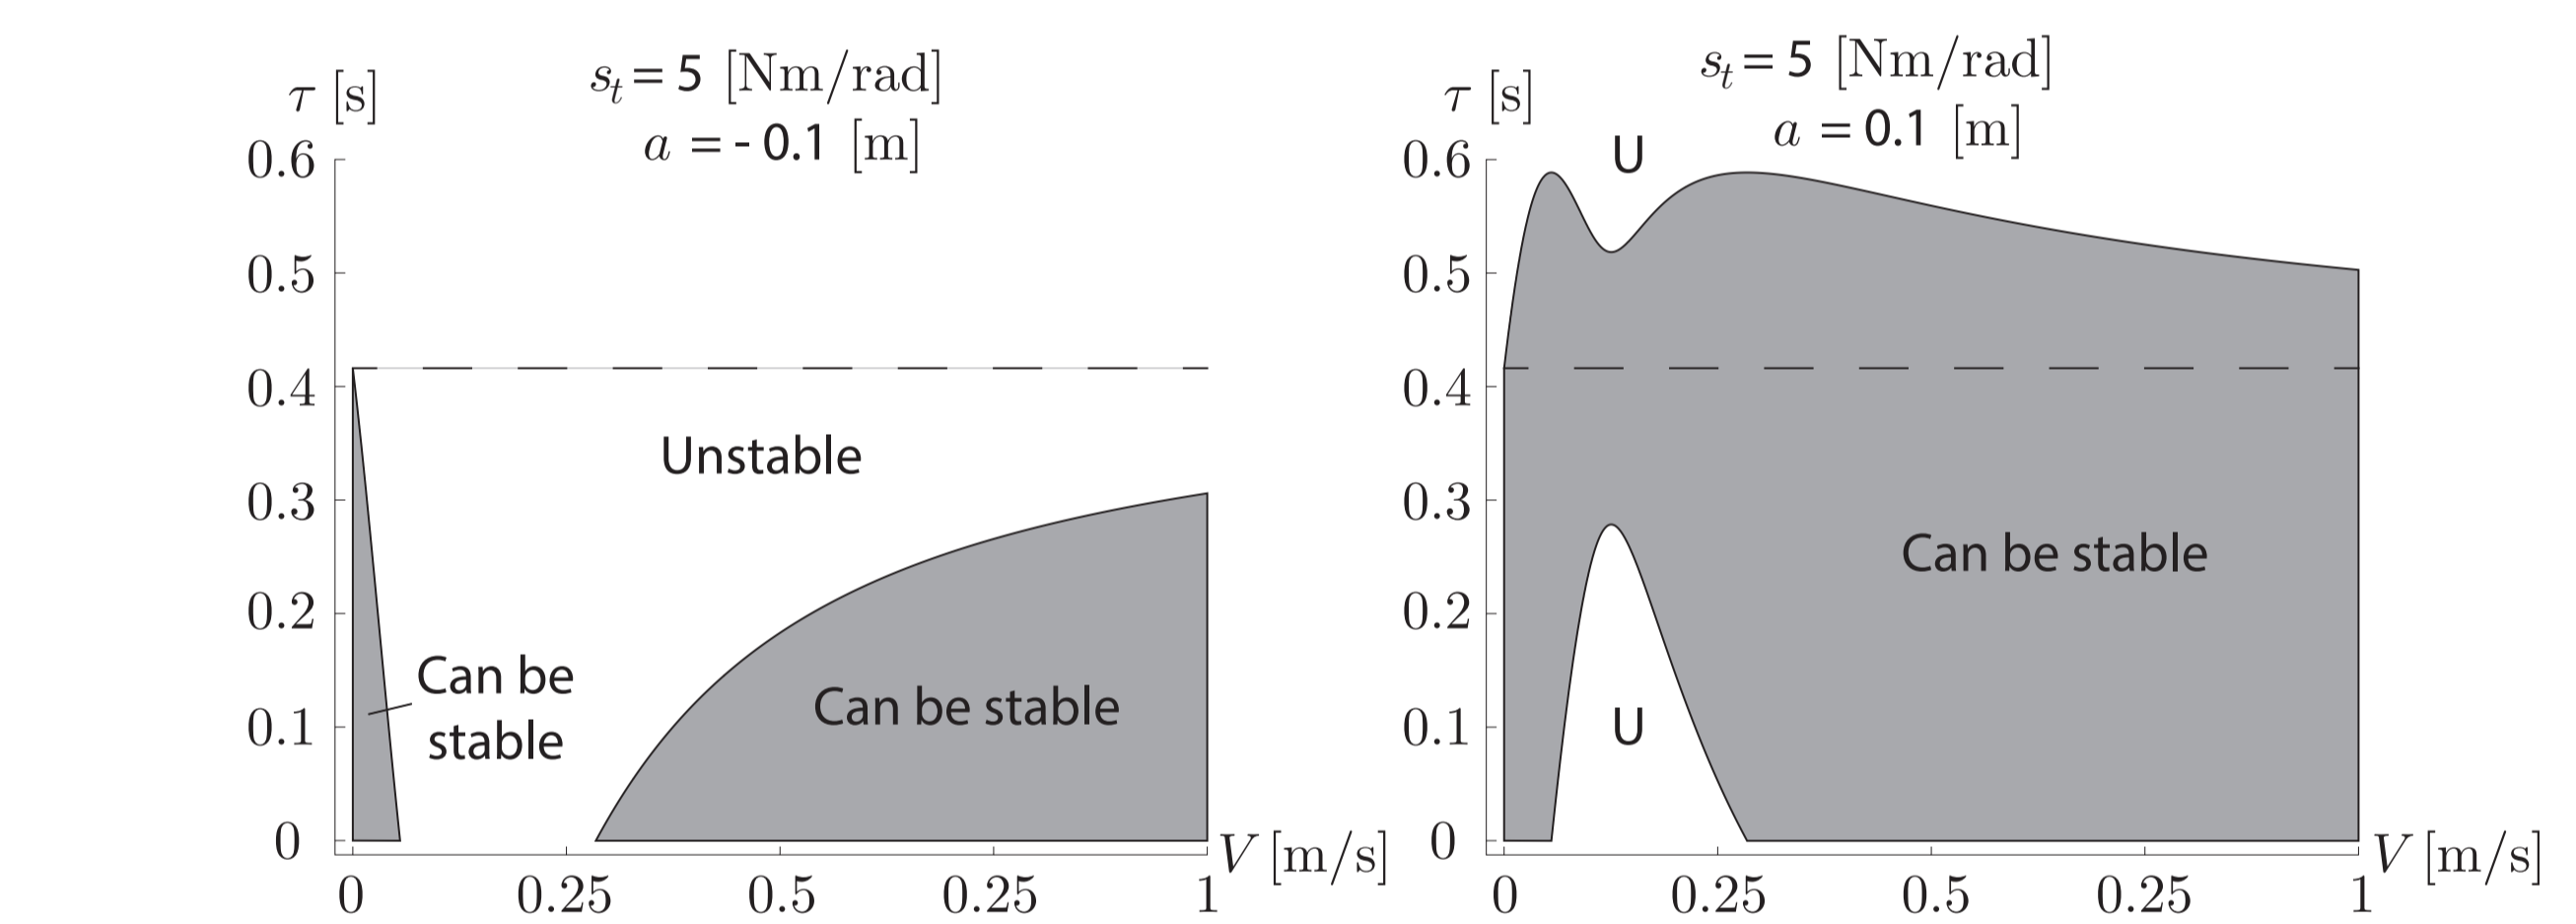 s_t = 5 [Nm/rad]
a = - 0.1 [m]
τ [s]
0.6
0.5
0.4
0.3
0.2
0.1
0
Unstable
Can be
stable
Can be stable
0 0.25 0.5 0.25 1
V [m/s]
s_t = 5 [Nm/rad]
a = 0.1 [m]
τ [s]
0.6
0.5
0.4
0.3
0.2
0.1
0
U
Can be stable
U
0 0.25 0.5 0.25 1
V [m/s]